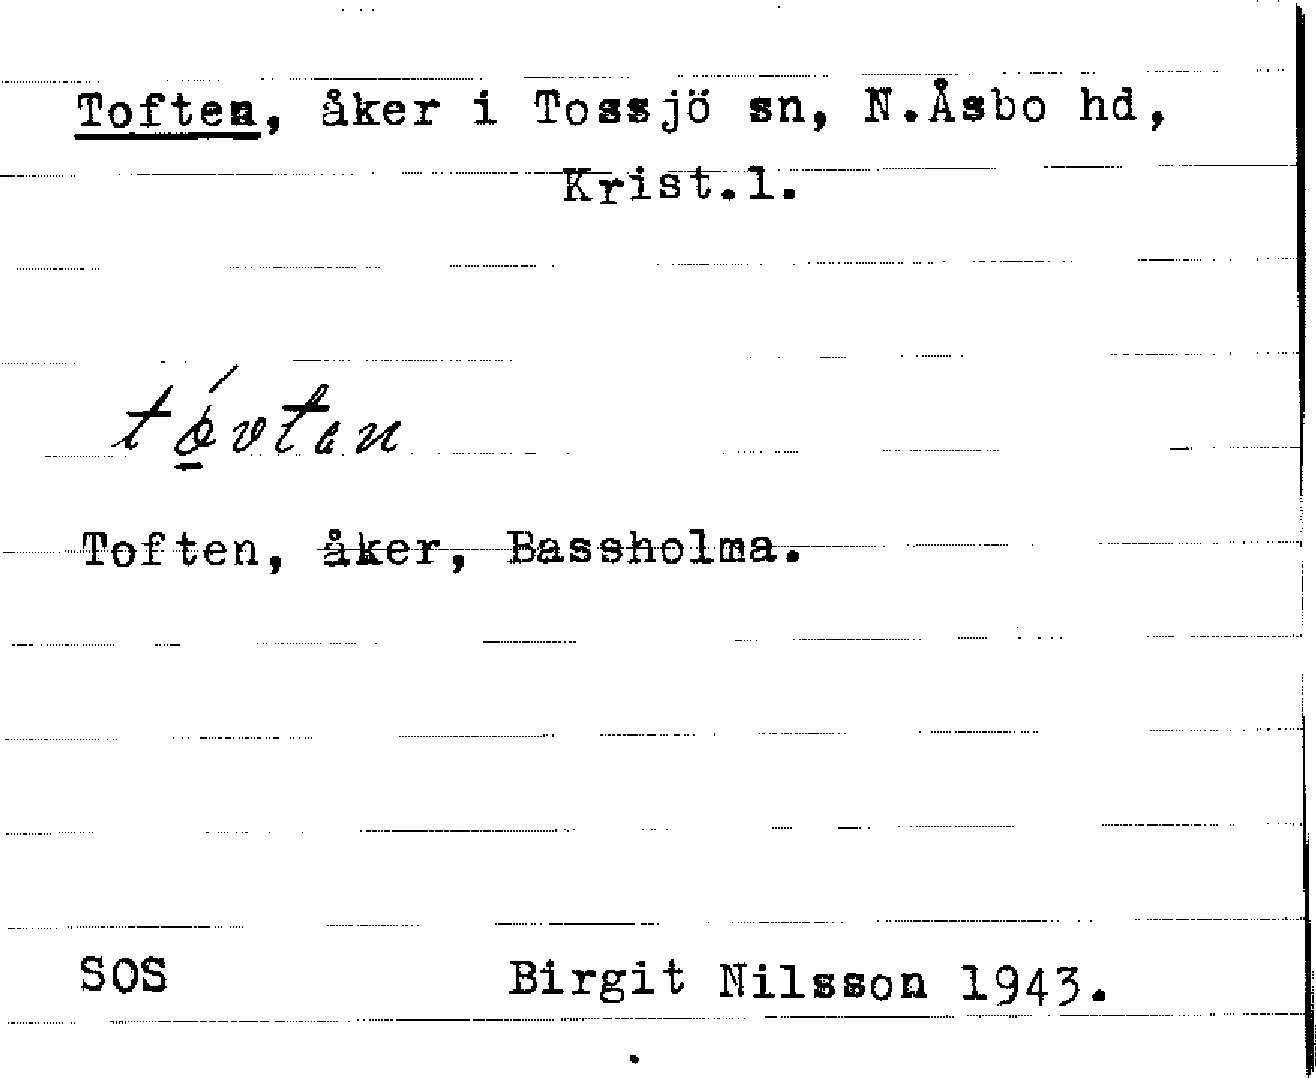 Toften, åker i Tossjö sn, N.Åsbo hd,
Krist.l.
tǿvten
Toften, åker, Bassholma.
SOS Birgit Nilsson 1943.